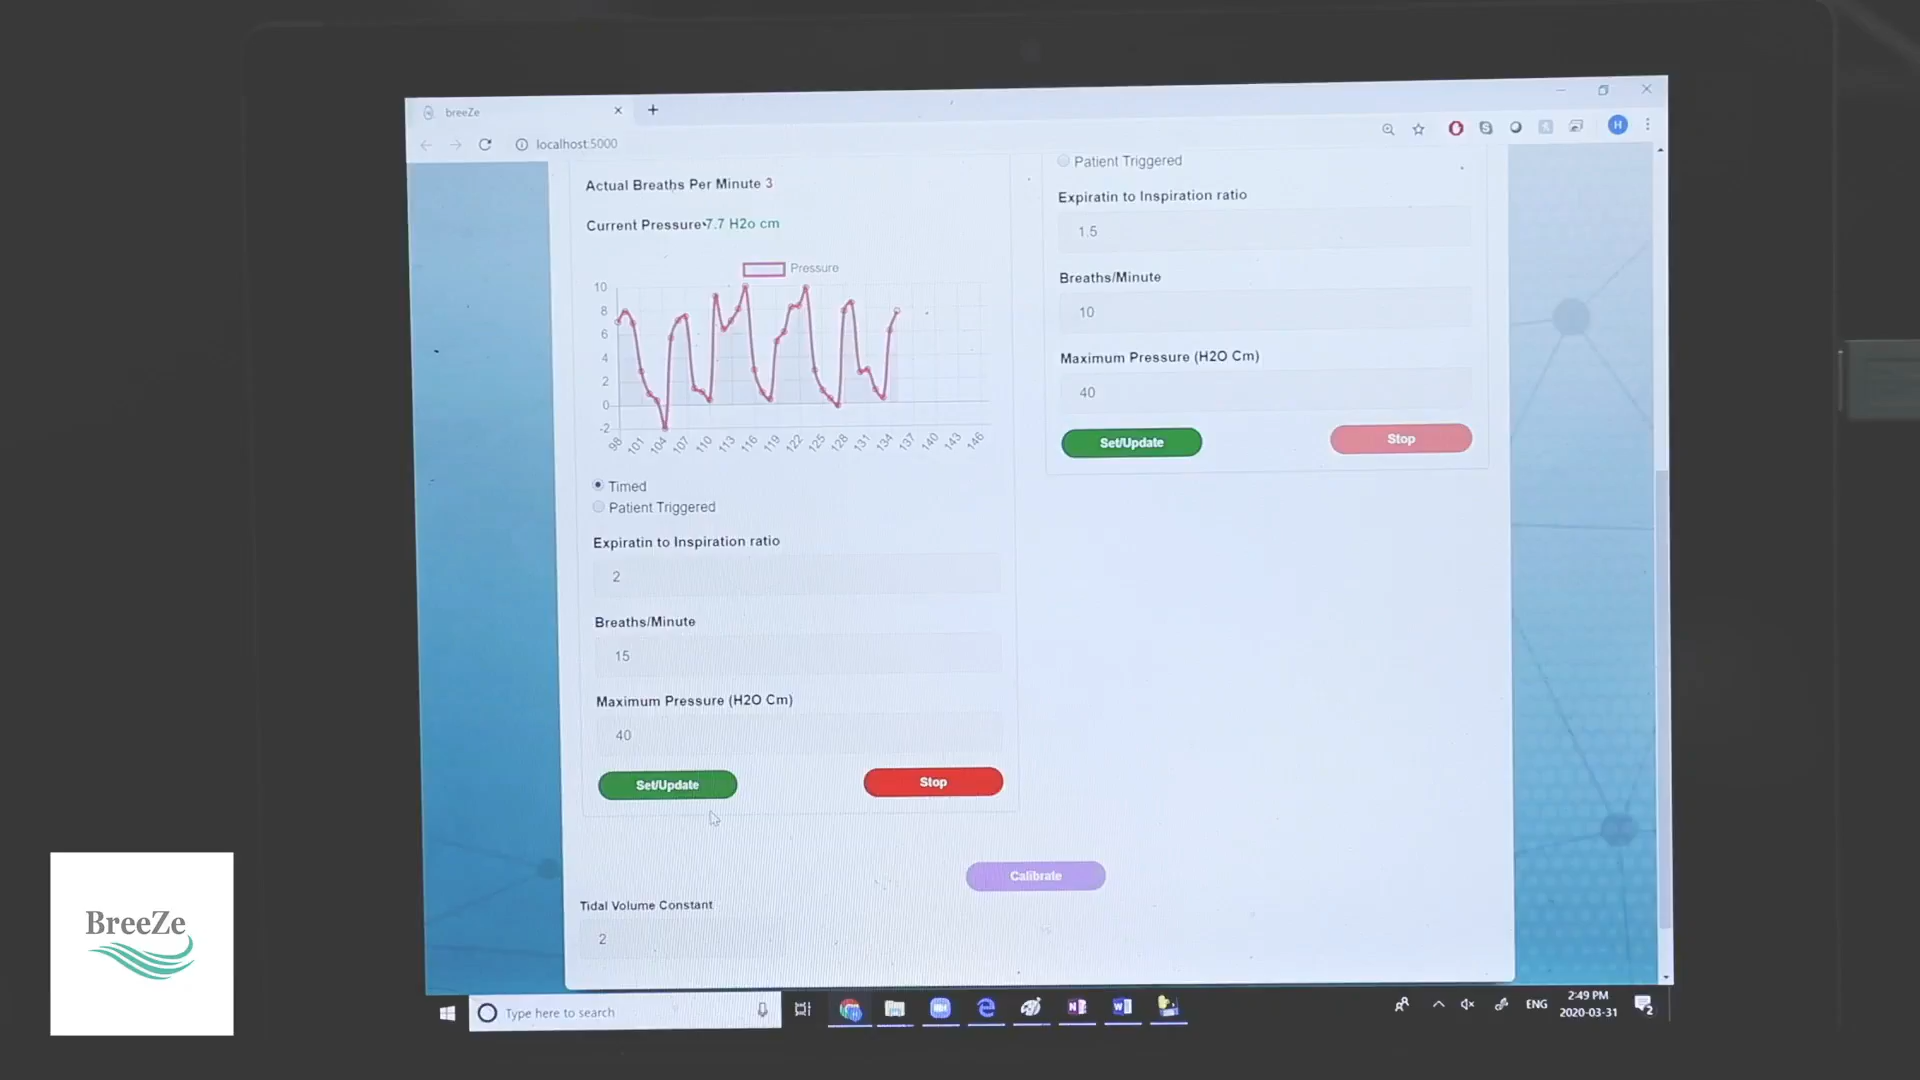 breeZe
localhost:5000
H
Actual Breaths Per Minute 3
Current Pressure-7.7 H2o cm
Pressure
10
8
6
4
2
0
-2
98 101 104 107 110 113 116 119 122 125 128 131 134 137 140 143 146
Timed
Patient Triggered
Expiratin to Inspiration ratio
2
Breaths/Minute
15
Maximum Pressure (H2O Cm)
40
Set/Update
Stop
Patient Triggered
Expiratin to Inspiration ratio
1.5
Breaths/Minute
10
Maximum Pressure (H2O Cm)
40
Set/Update
Stop
Calibrate
Tidal Volume Constant
2
BreeZe
Type here to search
ENG
2:49 PM
2020-03-31
2